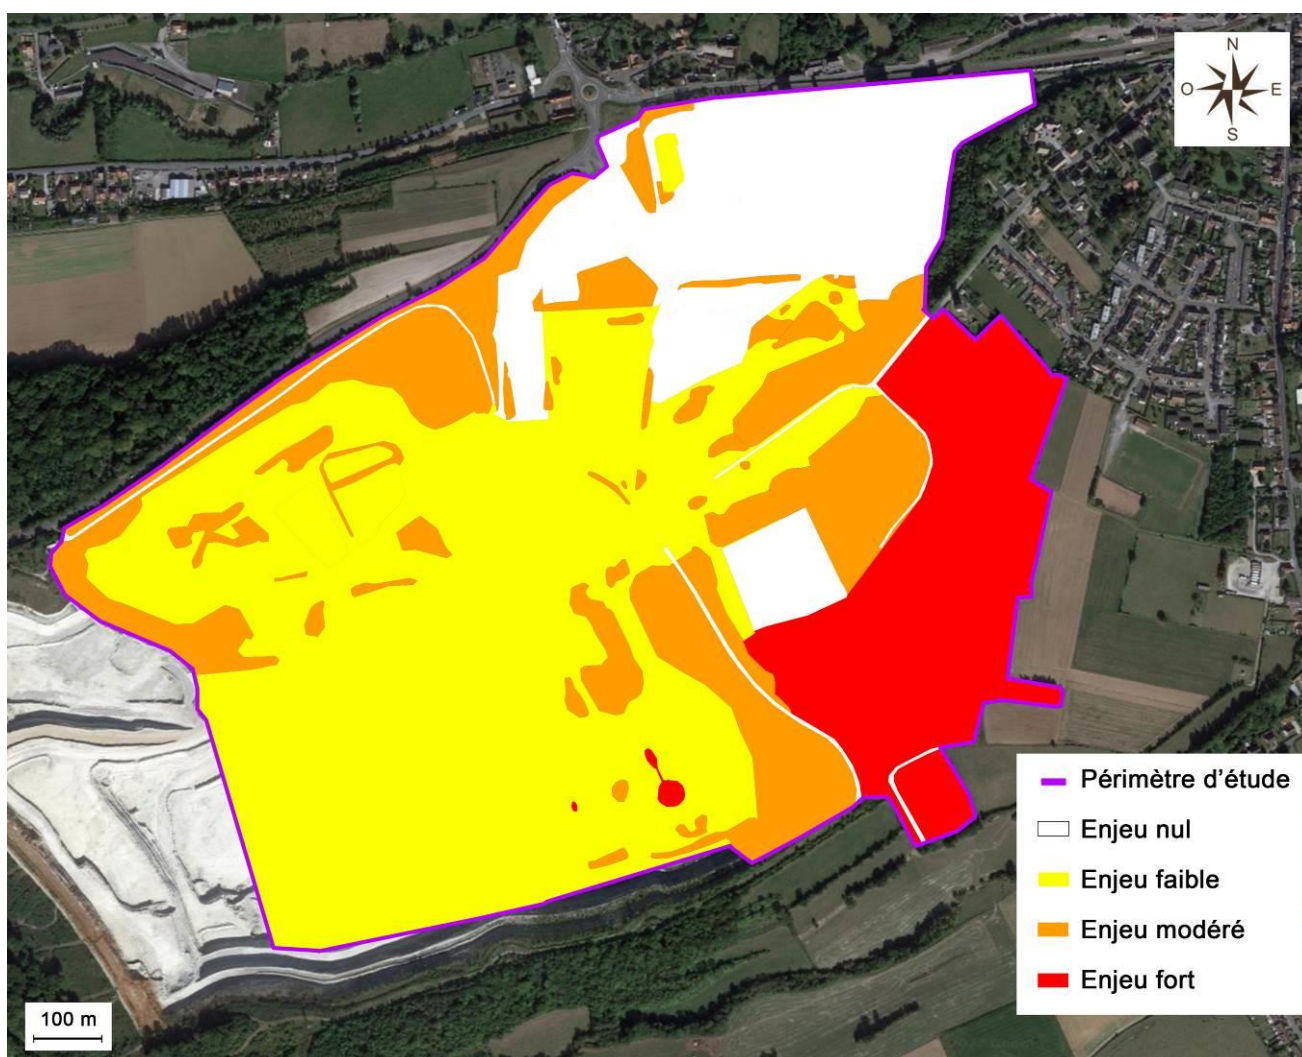 N
O E
S
Périmètre d'étude
Enjeu nul
Enjeu faible
Enjeu modéré
Enjeu fort
100 m